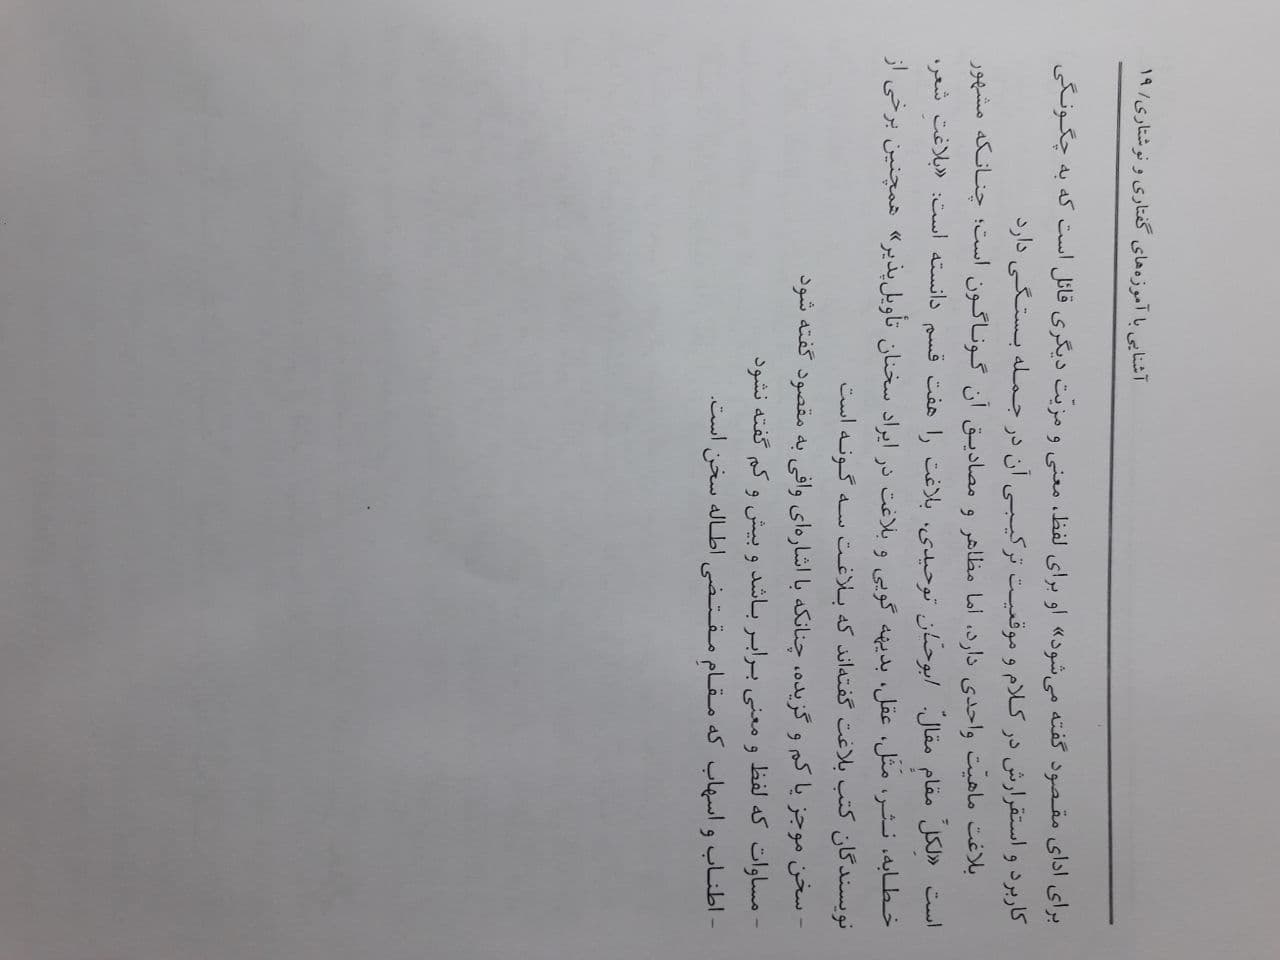 آشنایی با آموزه‌های گفتاری و نوشتاری/ ۱۹
برای ادای مقصود گفته می‌شود» او برای لفظ، معنی و مزیّت دیگری قائل است که به چگونگی
کاربرد و استقرارش در کلام و موقعیت ترکیبی آن در جمله بستگی دارد
بلاغت ماهیّت واحدی دارد، اما مظاهر و مصادیق آن گوناگون است؛ چنانکه مشهور
است «لِکلِّ مقامٍ مقالٌ. ابوحیّان توحیدی، بلاغت را هفت قسم دانسته است: «بلاغتِ شعر،
خطابه، نثر، مَثَل، عقل، بدیهه گویی و بلاغت در ایراد سخنان تأویل‌پذیر» همچنین برخی از
نویسندگان کتب بلاغت گفته‌اند که بلاغت سه گونه است
- سخن موجز یا کم و گزیده، چنانکه با اشاره‌ای وافی به مقصود گفته شود
- مساوات که لفظ و معنی برابر باشد و بیش و کم گفته نشود
- اطناب و اسهاب که مقامِ مقتضی اطاله سخن است.